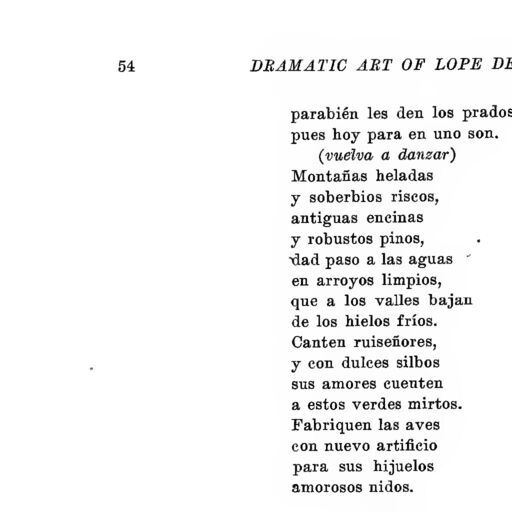 54 DRAMATIC ART OF LOPE DE
parabién les den los prados
pues hoy para en uno son.
(vuelva a danzar)
Montañas heladas
y soberbios riscos,
antiguas encinas
y robustos pinos,
dad paso a las aguas
en arroyos limpios,
que a los valles bajan
de los hielos fríos.
Canten ruiseñores,
y con dulces silbos
sus amores cuenten
a estos verdes mirtos.
Fabriquen las aves
con nuevo artificio
para sus hijuelos
amorosos nidos.